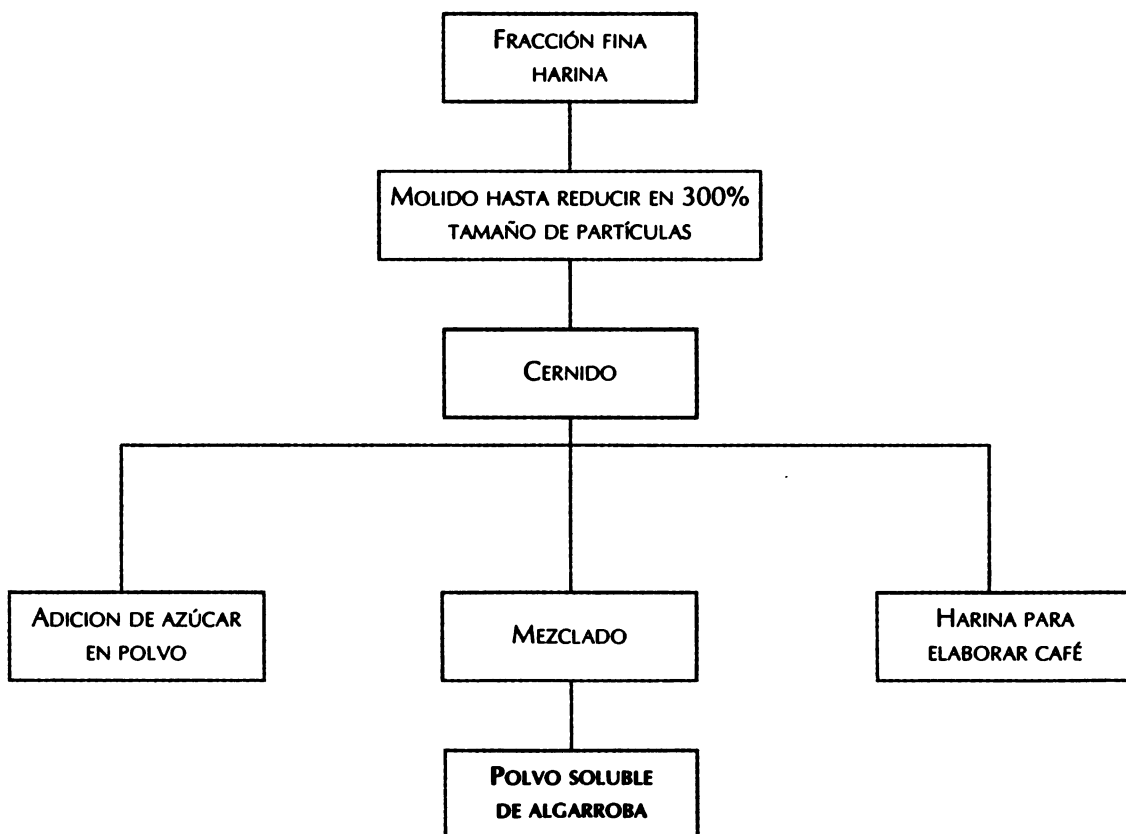 FRACCIÓN FINA
HARINA
MOLIDO HASTA REDUCIR EN 300%
TAMAÑO DE PARTÍCULAS
CERNIDO
ADICION DE AZÚCAR
EN POLVO
MEZCLADO
HARINA PARA
ELABORAR CAFÉ
POLVO SOLUBLE
DE ALGARROBA